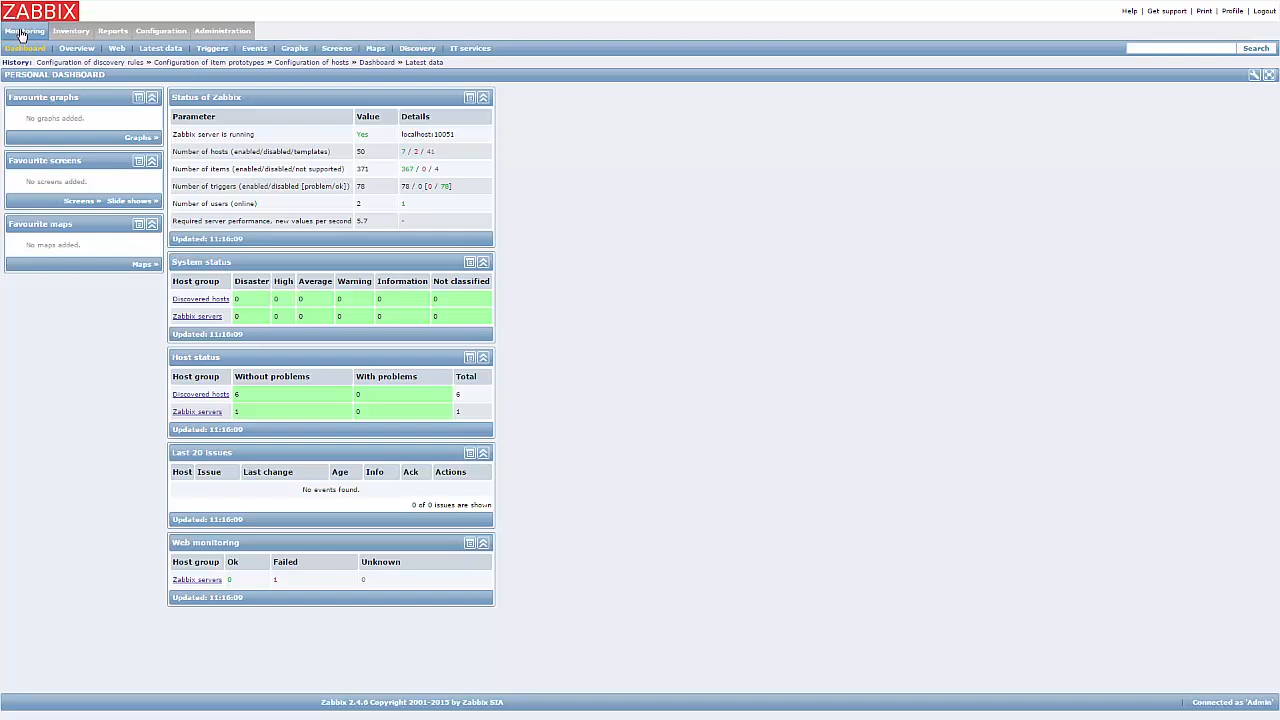 ZABBIX
Help | Get support | Print | Profile | Logout
Monitoring Inventory Reports Configuration Administration
Dashboard | Overview | Web | Latest data | Triggers | Events | Graphs | Screens | Maps | Discovery | IT services
Search
History: Configuration of discovery rules » Configuration of item prototypes » Configuration of hosts » Dashboard » Latest data
PERSONAL DASHBOARD
Favourite graphs
No graphs added.
Graphs »
Favourite screens
No screens added.
Screens » Slide shows »
Favourite maps
No maps added.
Maps »
Status of Zabbix
Parameter Value Details
Zabbix server is running Yes localhost:10051
Number of hosts (enabled/disabled/templates) 50 7 / 2 / 41
Number of items (enabled/disabled/not supported) 371 367 / 0 / 4
Number of triggers (enabled/disabled [problem/ok]) 78 78 / 0 [0 / 78]
Number of users (online) 2 1
Required server performance, new values per second 5.7 -
Updated: 11:16:09
System status
Host group Disaster High Average Warning Information Not classified
Discovered hosts 0 0 0 0 0 0
Zabbix servers 0 0 0 0 0 0
Updated: 11:16:09
Host status
Host group Without problems With problems Total
Discovered hosts 6 0 6
Zabbix servers 1 0 1
Updated: 11:16:09
Last 20 issues
Host Issue Last change Age Info Ack Actions
No events found.
0 of 0 issues are shown
Updated: 11:16:09
Web monitoring
Host group Ok Failed Unknown
Zabbix servers 0 1 0
Updated: 11:16:09
Zabbix 2.4.6 Copyright 2001-2015 by Zabbix SIA
| Connected as 'Admin'